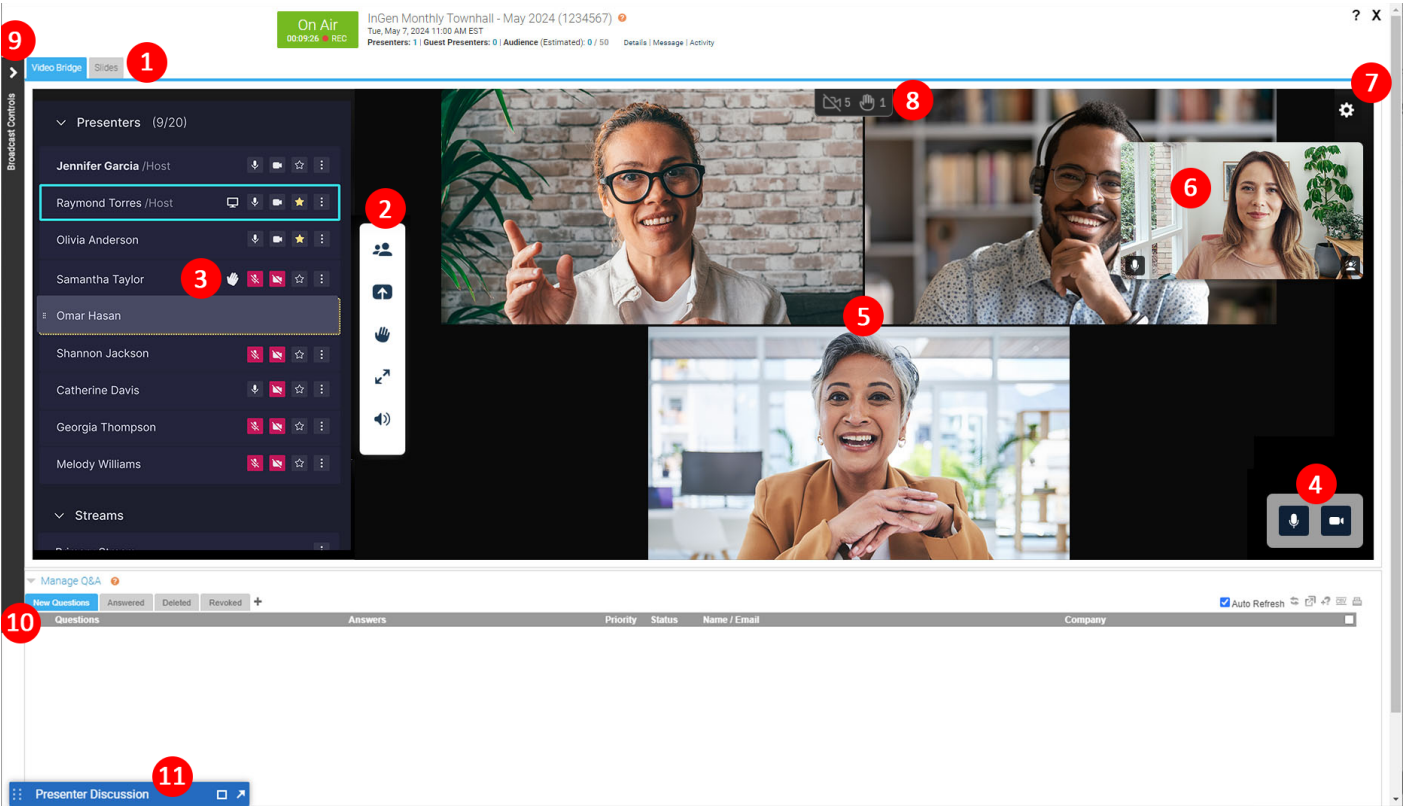 On Air
00:09:26 REC
InGen Monthly Townhall - May 2024 (1234567) ?
Tue, May 7, 2024 11:00 AM EST
Presenters: 1 | Guest Presenters: 0 | Audience (Estimated): 0 / 50 Details | Message | Activity
? X
9
1
7
Video Bridge Slides
Broadcast Controls
5 1
8
Presenters (9/20)
Jennifer Garcia /Host
Raymond Torres /Host
Olivia Anderson
Samantha Taylor
Omar Hasan
Shannon Jackson
Catherine Davis
Georgia Thompson
Melody Williams
Streams
2
3
6
5
4
Manage Q&A ?
New Questions Answered Deleted Revoked +
Auto Refresh
10
Questions Answers Priority Status Name / Email Company
11
Presenter Discussion